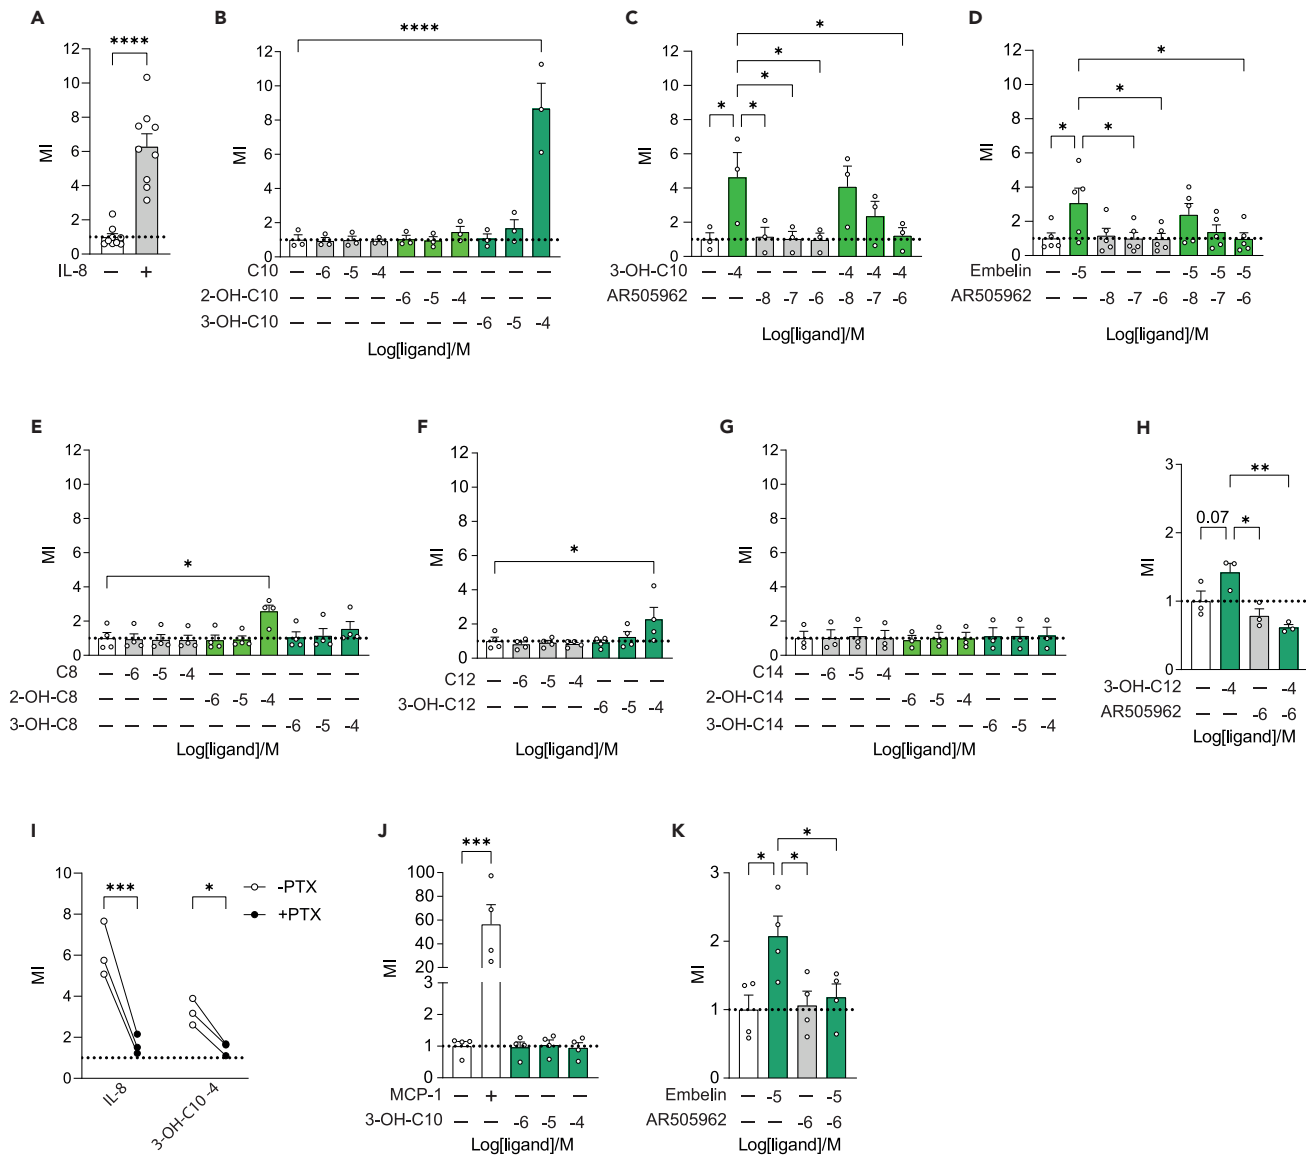 A
B
C
D
MI
12
10
8
6
4
2
0
****
IL-8 — +
MI
12
10
8
6
4
2
0
****
C10 — -6 -5 -4 — — — — — —
2-OH-C10 — — — — -6 -5 -4 — — —
3-OH-C10 — — — — — — — -6 -5 -4
Log[ligand]/M
MI
12
10
8
6
4
2
0
*
*
*
* *
3-OH-C10 — -4 — — — -4 -4 -4
AR505962 — — -8 -7 -6 -8 -7 -6
Log[ligand]/M
MI
12
10
8
6
4
2
0
*
*
* *
Embelin — -5 — — — -5 -5 -5
AR505962 — — -8 -7 -6 -8 -7 -6
Log[ligand]/M
E
F
G
H
MI
12
10
8
6
4
2
0
*
C8 — -6 -5 -4 — — — — — —
2-OH-C8 — — — — -6 -5 -4 — — —
3-OH-C8 — — — — — — — -6 -5 -4
Log[ligand]/M
MI
12
10
8
6
4
2
0
*
C12 — -6 -5 -4 — — —
3-OH-C12 — — — — -6 -5 -4
Log[ligand]/M
MI
12
10
8
6
4
2
0
C14 — -6 -5 -4 — — — — — —
2-OH-C14 — — — — -6 -5 -4 — — —
3-OH-C14 — — — — — — — -6 -5 -4
Log[ligand]/M
MI
3
2
1
0
**
0.07 *
3-OH-C12 — -4 — -4
AR505962 — — -6 -6
Log[ligand]/M
I
J
K
MI
10
8
6
4
2
0
*** *
-PTX
+PTX
IL-8
3-OH-C10 -4
MI
100
80
60
40
20
3
2
1
0
***
MCP-1 — + — — —
3-OH-C10 — — -6 -5 -4
Log[ligand]/M
MI
3
2
1
0
*
* *
Embelin — -5 — -5
AR505962 — — -6 -6
Log[ligand]/M